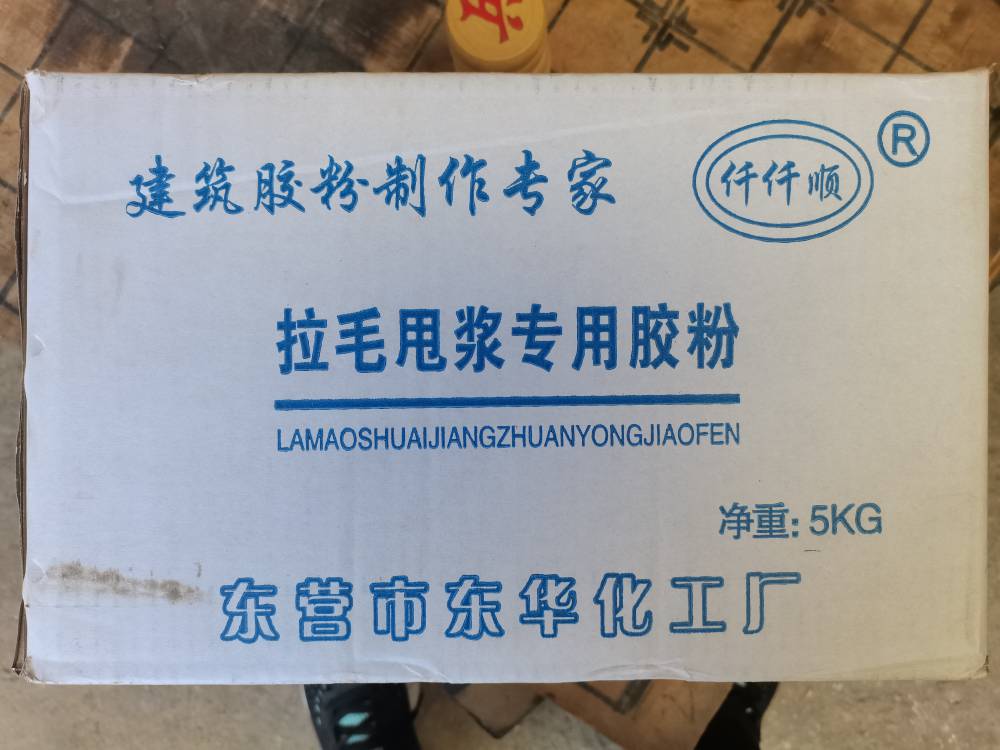 建筑胶粉制作专家
仟仟顺
®
拉毛甩浆专用胶粉
LAMAOSHUAIJIANGZHUANYONGJIAOFEN
净重: 5KG
东营市东华化工厂